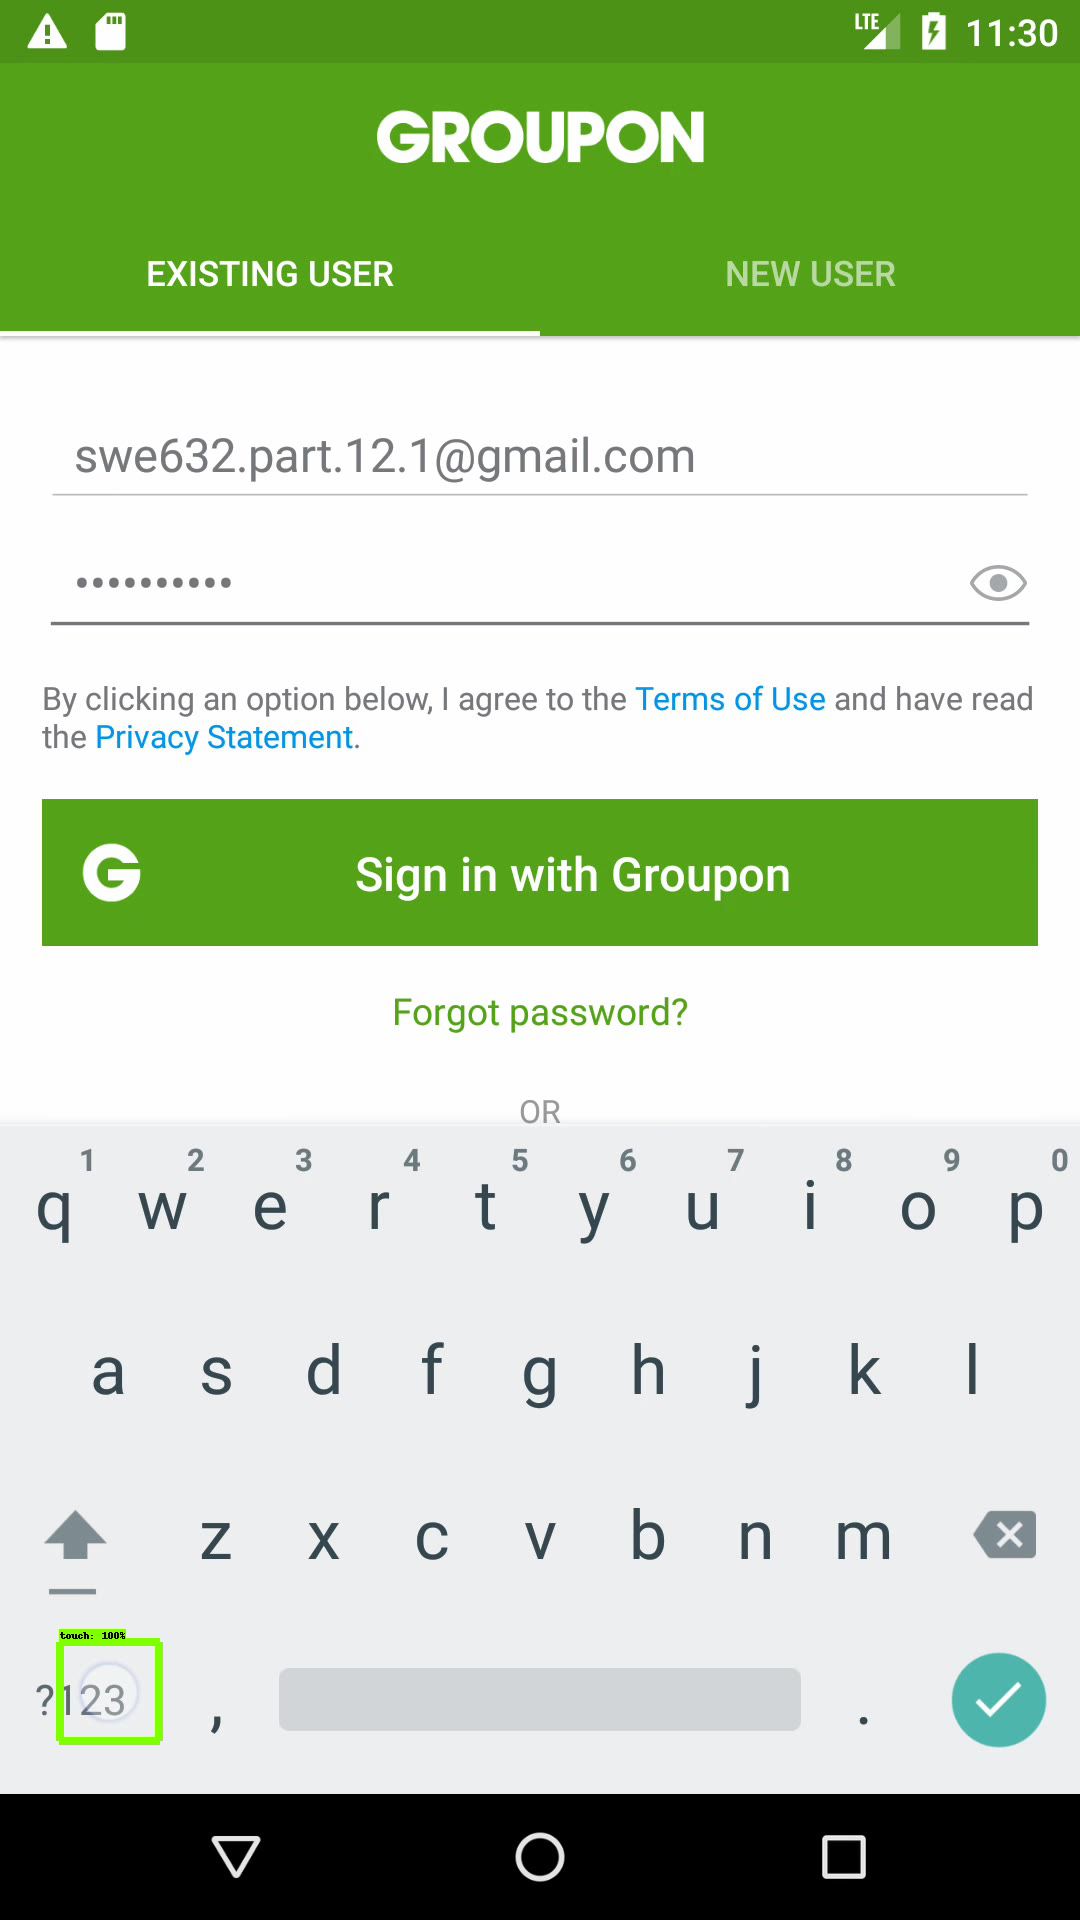 LTE 11:30
GROUPON
EXISTING USER NEW USER
swe632.part.12.1@gmail.com
••••••••••
By clicking an option below, I agree to the Terms of Use and have read
the Privacy Statement.
G Sign in with Groupon
Forgot password?
OR
1 2 3 4 5 6 7 8 9 0
q w e r t y u i o p
a s d f g h j k l
z x c v b n m
touch: 100%
?123 , .